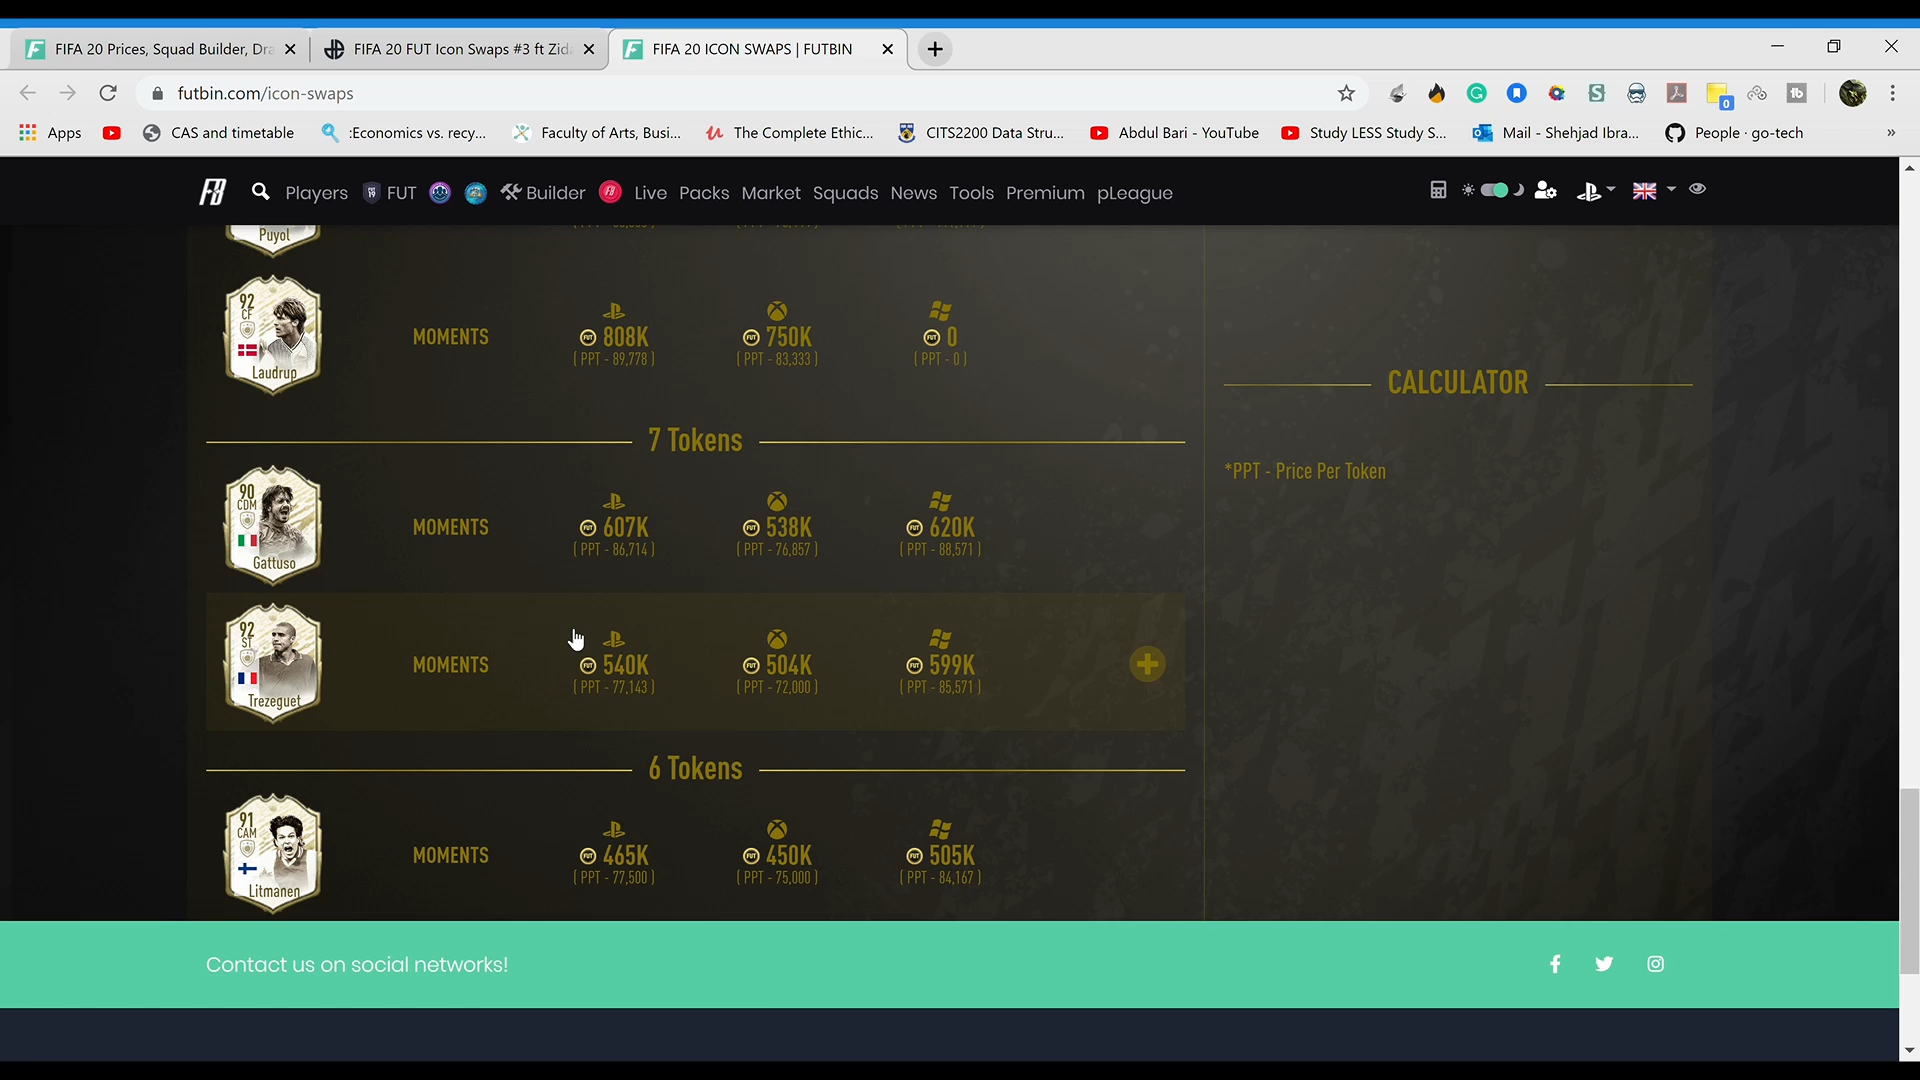 FIFA 20 Prices, Squad Builder, Dra
FIFA 20 FUT Icon Swaps #3 ft Zida
FIFA 20 ICON SWAPS | FUTBIN
futbin.com/icon-swaps
0
Apps
CAS and timetable
:Economics vs. recy...
Faculty of Arts, Busi...
The Complete Ethic...
CITS2200 Data Stru...
Abdul Bari - YouTube
Study LESS Study S...
Mail - Shehjad Ibra...
People · go-tech
»
Players FUT Builder Live Packs Market Squads News Tools Premium pLeague
Puyol
92
CF
Laudrup
MOMENTS
808K
( PPT - 89,778 )
750K
( PPT - 83,333 )
0
( PPT - 0 )
CALCULATOR
*PPT - Price Per Token
7 Tokens
90
CDM
Gattuso
MOMENTS
607K
( PPT - 86,714 )
538K
( PPT - 76,857 )
620K
( PPT - 88,571 )
92
ST
Trezeguet
MOMENTS
540K
( PPT - 77,143 )
504K
( PPT - 72,000 )
599K
( PPT - 85,571 )
6 Tokens
91
CAM
Litmanen
MOMENTS
465K
( PPT - 77,500 )
450K
( PPT - 75,000 )
505K
( PPT - 84,167 )
Contact us on social networks!